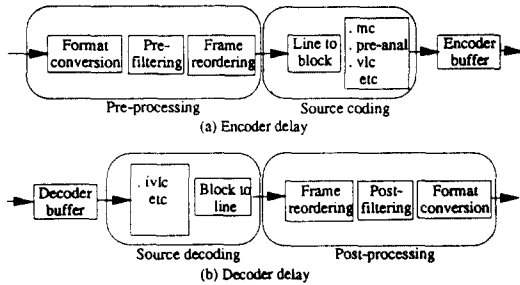 Format
conversion
Pre-
filtering
Frame
reordering
Line to
block
. mc
. pre-anal
. vlc
etc
Encoder
buffer
Pre-processing
Source coding
(a) Encoder delay
Decoder
buffer
. ivlc
etc
Block to
line
Frame
reordering
Post-
filtering
Format
conversion
Source decoding
Post-processing
(b) Decoder delay